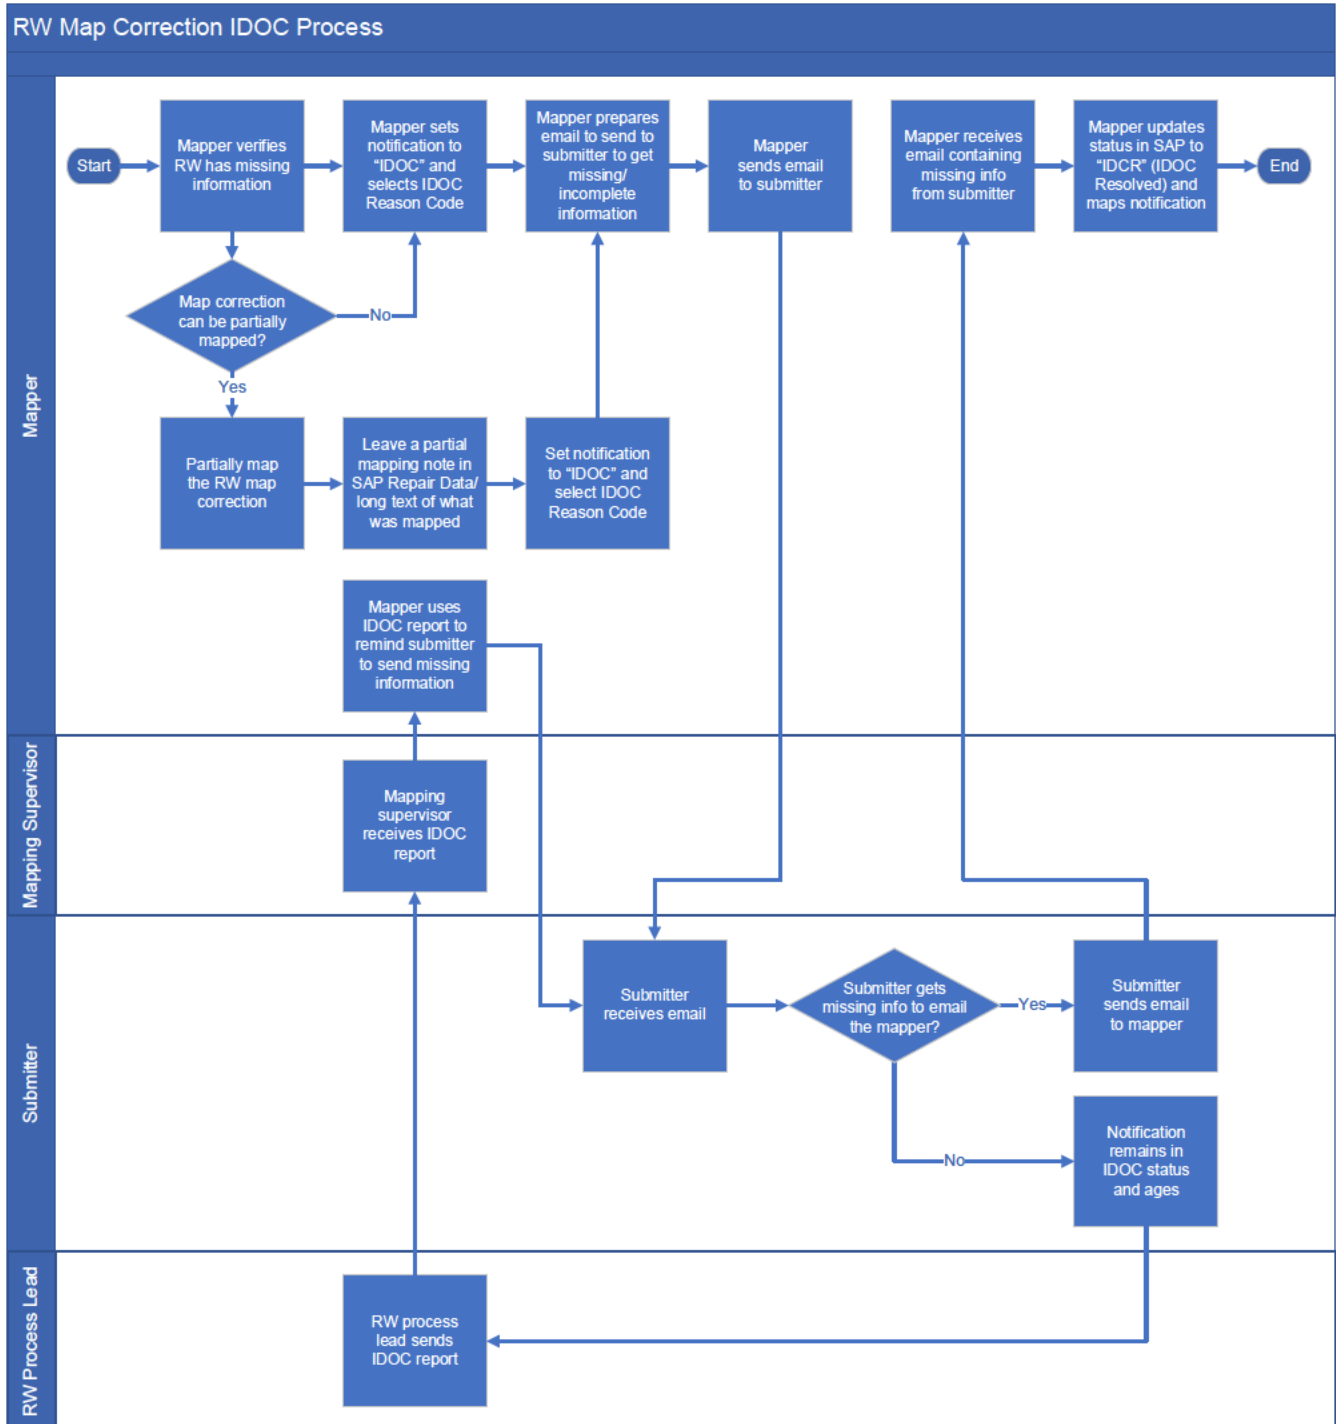 RW Map Correction IDOC Process
Mapper
Start
Mapper verifies
RW has missing
information
Mapper sets
notification to
“IDOC” and
selects IDOC
Reason Code
Mapper prepares
email to send to
submitter to get
missing/
incomplete
information
Mapper
sends email
to submitter
Mapper receives
email containing
missing info
from submitter
Mapper updates
status in SAP to
“IDCR” (IDOC
Resolved) and
maps notification
End
Map correction
can be partially
mapped?
No
Yes
Partially map
the RW map
correction
Leave a partial
mapping note in
SAP Repair Data/
long text of what
was mapped
Set notification
to “IDOC” and
select IDOC
Reason Code
Mapper uses
IDOC report to
remind submitter
to send missing
information
Mapping Supervisor
Mapping
supervisor
receives IDOC
report
Submitter
Submitter
receives email
Submitter gets
missing info to email
the mapper?
Yes
Submitter
sends email
to mapper
No
Notification
remains in
IDOC status
and ages
RW Process Lead
RW process
lead sends
IDOC report